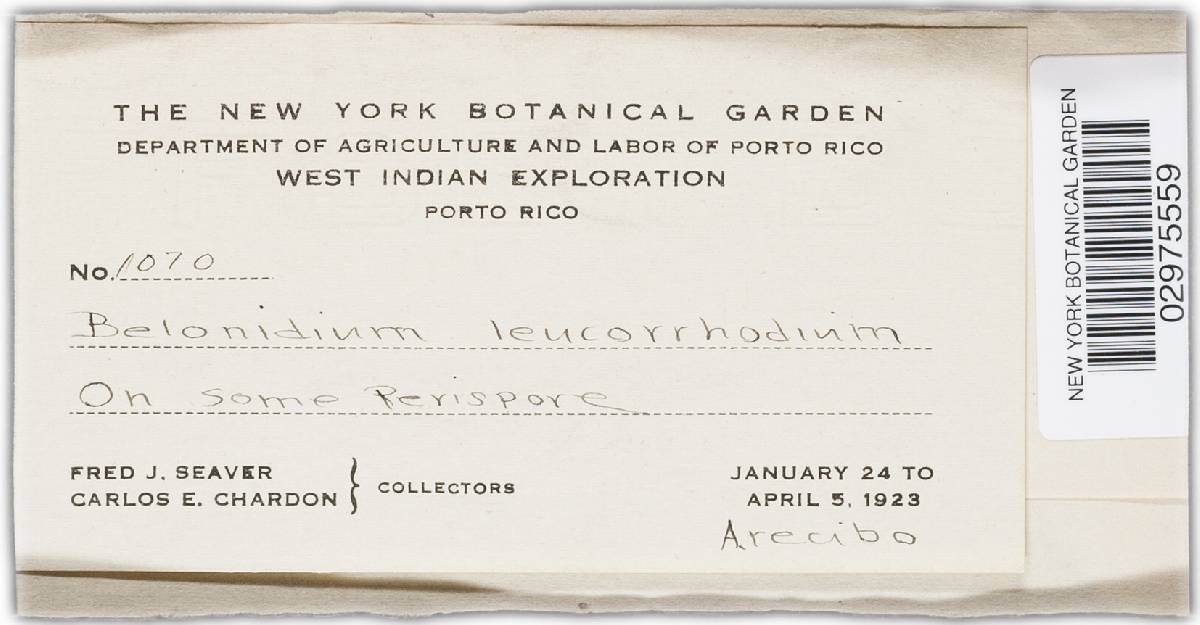 THE NEW YORK BOTANICAL GARDEN
DEPARTMENT OF AGRICULTURE AND LABOR OF PORTO RICO
WEST INDIAN EXPLORATION
PORTO RICO
No. 1070
Belonidium leucorrhodium
On some Perispore
FRED J. SEAVER
CARLOS E. CHARDON } COLLECTORS
JANUARY 24 TO
APRIL 5, 1923
Arecibo
NEW YORK BOTANICAL GARDEN
02975559